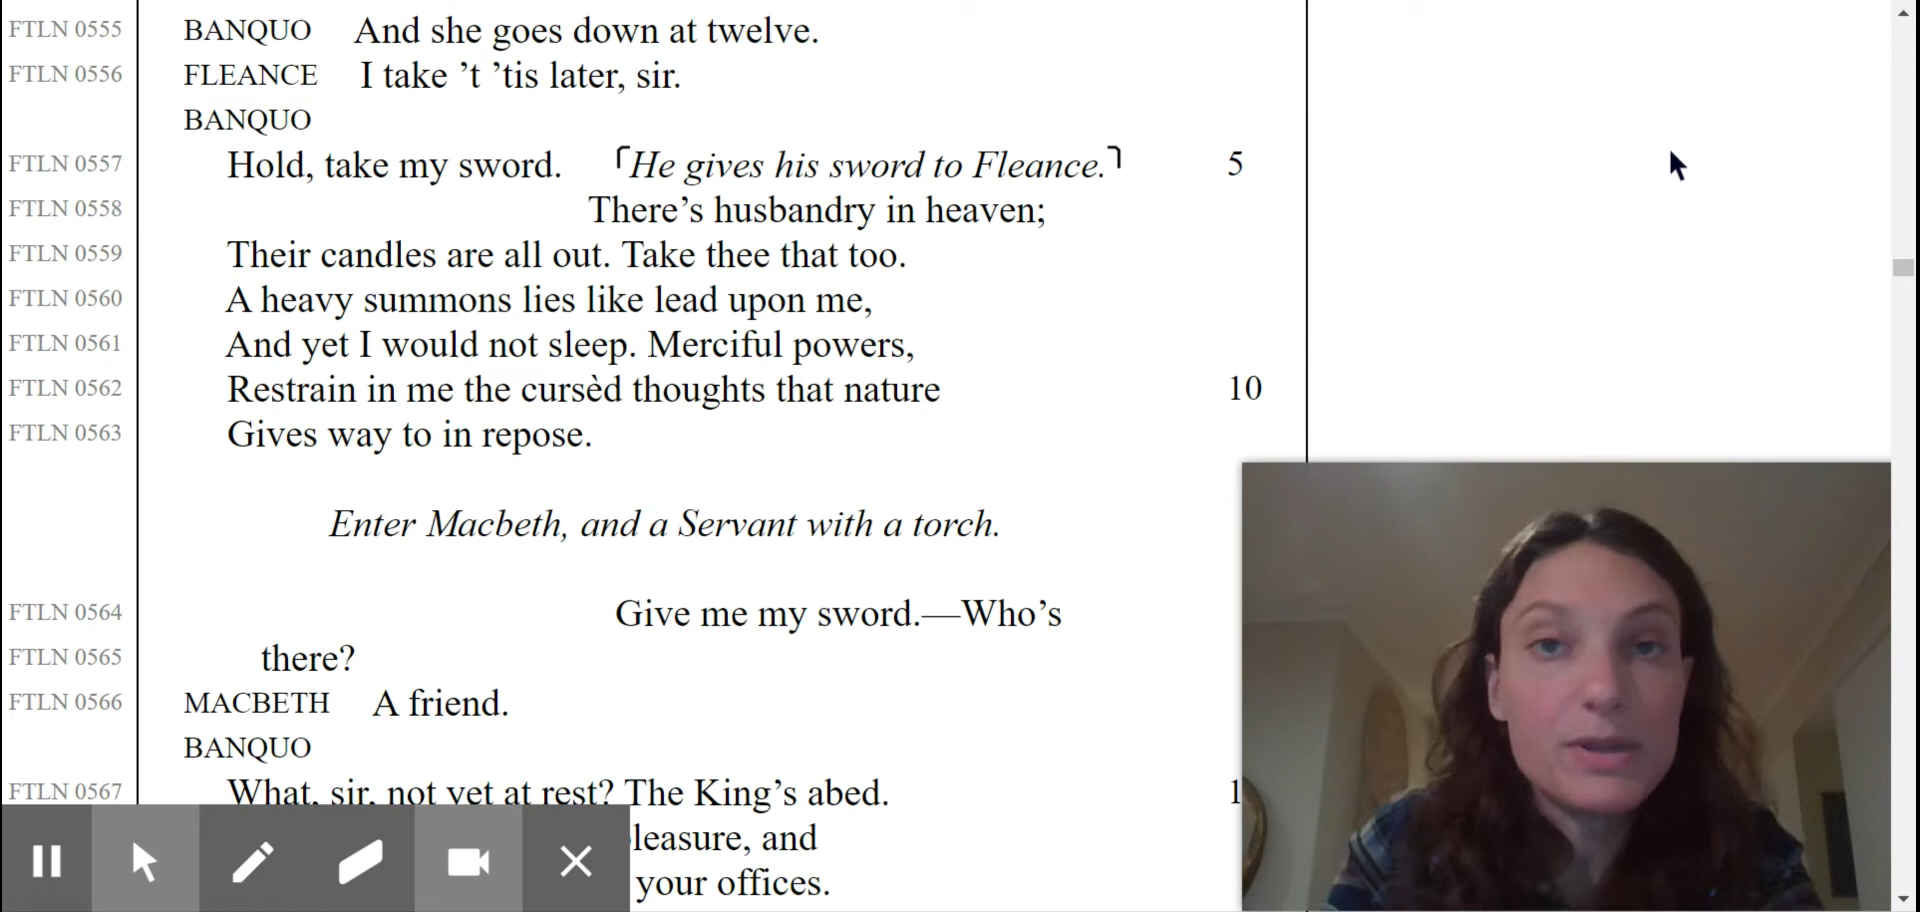 FTLN 0555 BANQUO And she goes down at twelve.
FTLN 0556 FLEANCE I take ’t ’tis later, sir.
BANQUO
FTLN 0557 Hold, take my sword. ⌜He gives his sword to Fleance.⌝ 5
FTLN 0558 There’s husbandry in heaven;
FTLN 0559 Their candles are all out. Take thee that too.
FTLN 0560 A heavy summons lies like lead upon me,
FTLN 0561 And yet I would not sleep. Merciful powers,
FTLN 0562 Restrain in me the cursèd thoughts that nature 10
FTLN 0563 Gives way to in repose.
Enter Macbeth, and a Servant with a torch.
FTLN 0564 Give me my sword.—Who’s
FTLN 0565 there?
FTLN 0566 MACBETH A friend.
BANQUO
FTLN 0567 What, sir, not yet at rest? The King’s abed. 1
leasure, and
your offices.